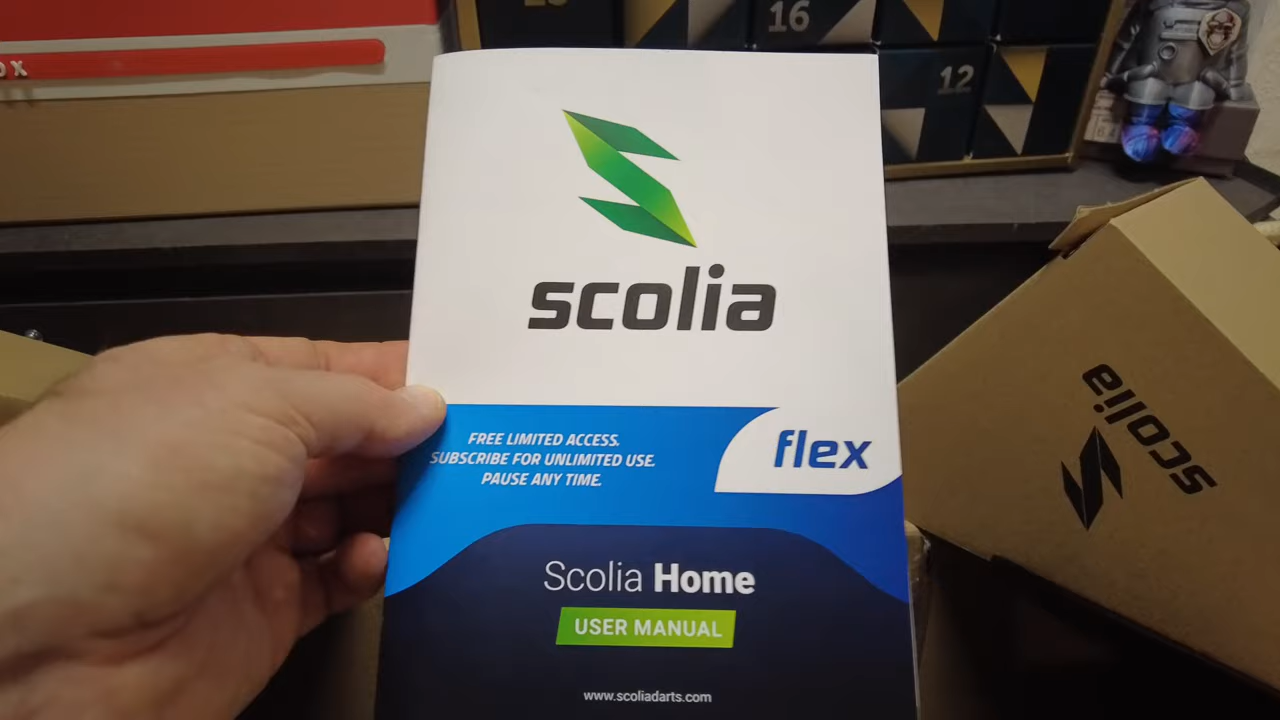 OX
16
12
scolia
FREE LIMITED ACCESS.
SUBSCRIBE FOR UNLIMITED USE.
PAUSE ANY TIME.
flex
Scolia Home
USER MANUAL
www.scoliadarts.com
scolia